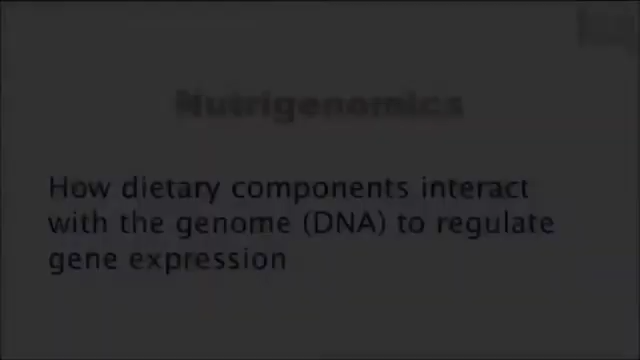 Nutrigenomics
How dietary components interact
with the genome (DNA) to regulate
gene expression